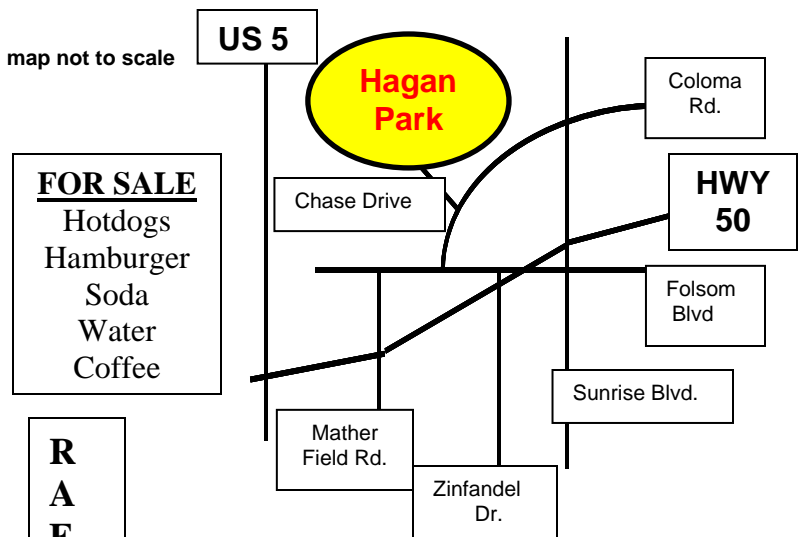 map not to scale
US 5
Hagan
Park
Coloma
Rd.
FOR SALE
Hotdogs
Hamburger
Soda
Water
Coffee
Chase Drive
HWY
50
Folsom
Blvd
Sunrise Blvd.
Mather
Field Rd.
Zinfandel
Dr.
R
A